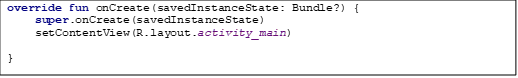 override fun onCreate(savedInstanceState: Bundle?) {
    super.onCreate(savedInstanceState)
    setContentView(R.layout.activity_main)
}